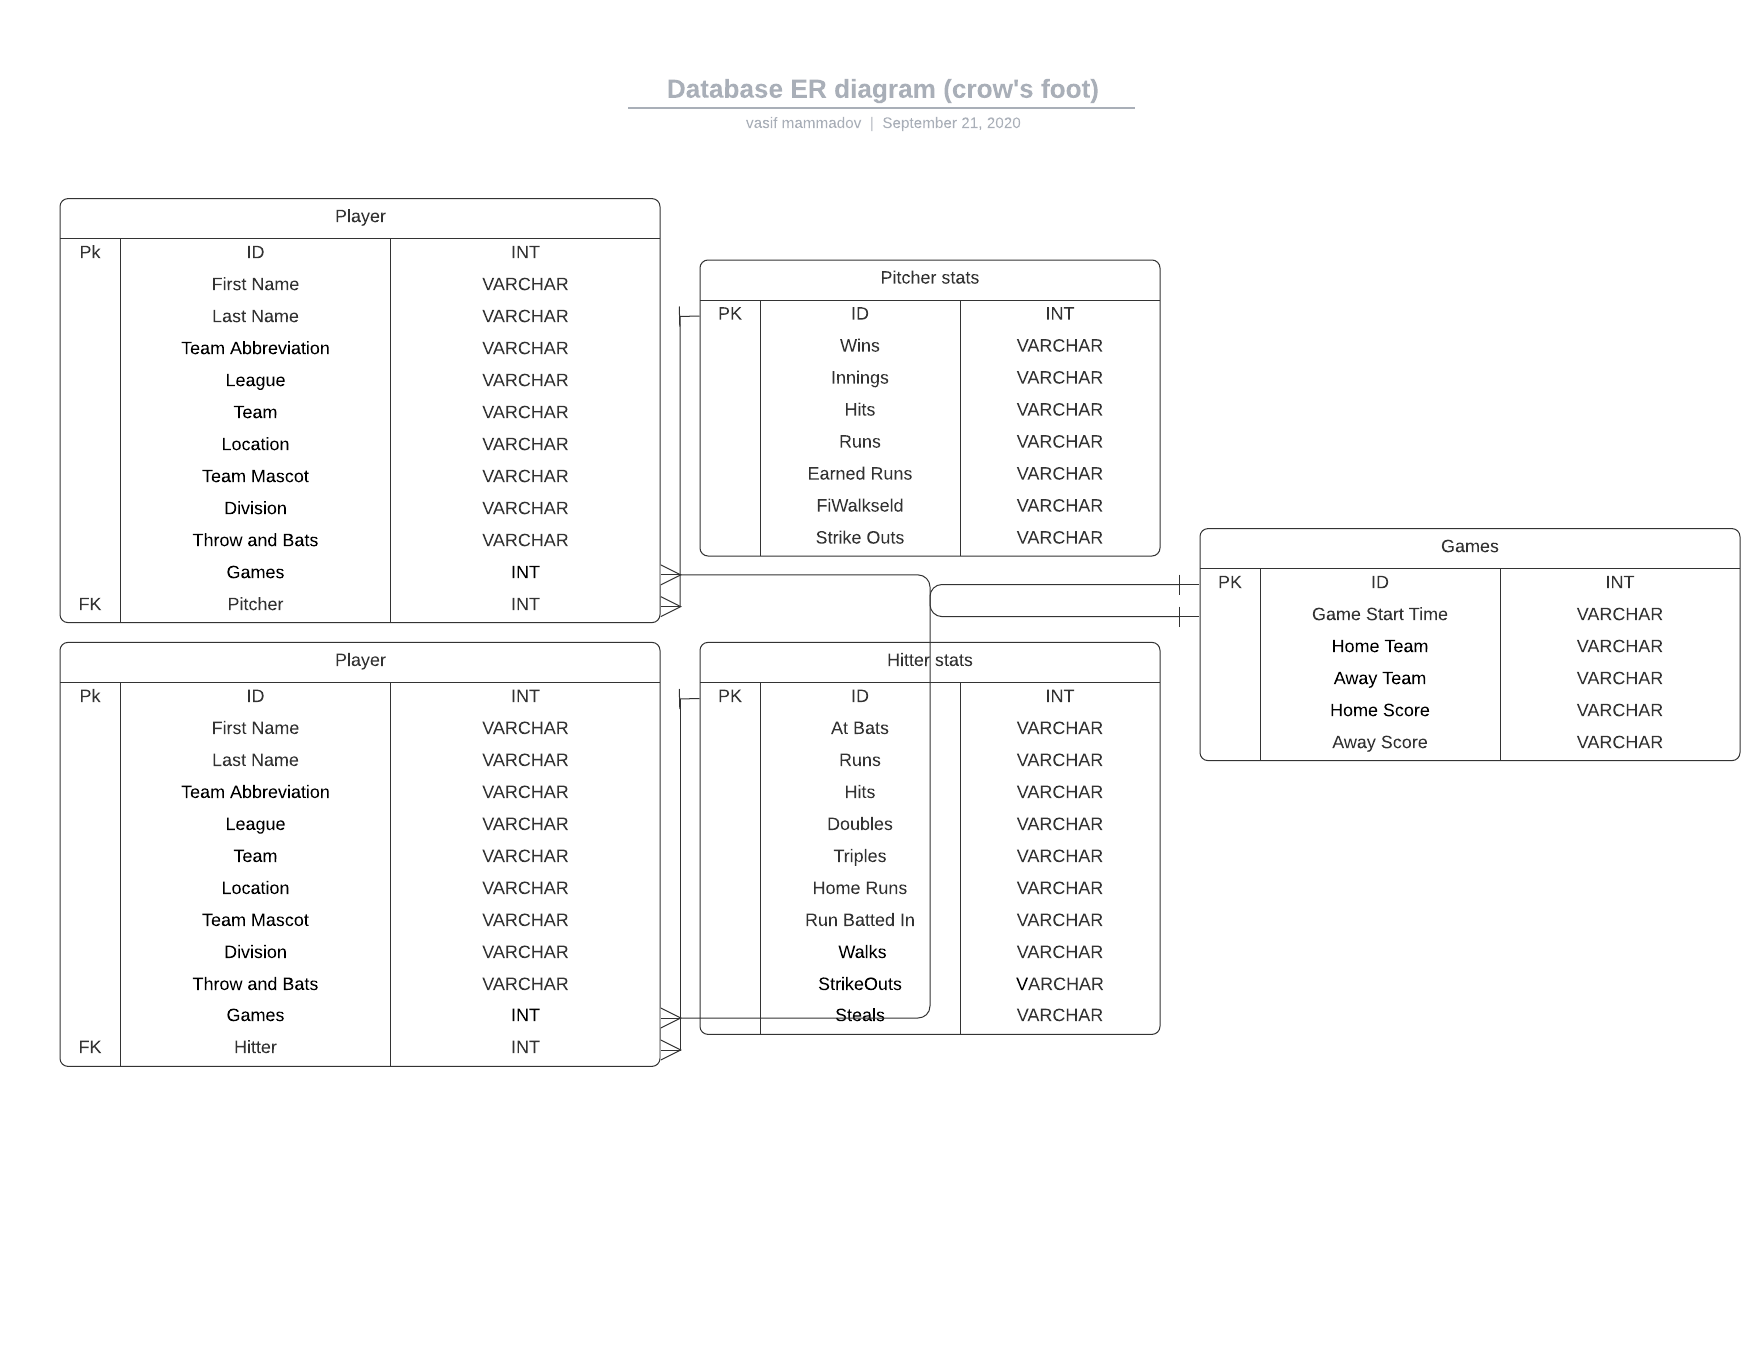 Database ER diagram (crow's foot)
vasif mammadov | September 21, 2020
Player
Pk ID INT
First Name VARCHAR
Last Name VARCHAR
Team Abbreviation VARCHAR
League VARCHAR
Team VARCHAR
Location VARCHAR
Team Mascot VARCHAR
Division VARCHAR
Throw and Bats VARCHAR
Games INT
FK Pitcher INT
Pitcher stats
PK ID INT
Wins VARCHAR
Innings VARCHAR
Hits VARCHAR
Runs VARCHAR
Earned Runs VARCHAR
FiWalkseld VARCHAR
Strike Outs VARCHAR
Games
PK ID INT
Game Start Time VARCHAR
Home Team VARCHAR
Away Team VARCHAR
Home Score VARCHAR
Away Score VARCHAR
Player
Pk ID INT
First Name VARCHAR
Last Name VARCHAR
Team Abbreviation VARCHAR
League VARCHAR
Team VARCHAR
Location VARCHAR
Team Mascot VARCHAR
Division VARCHAR
Throw and Bats VARCHAR
Games INT
FK Hitter INT
Hitter stats
PK ID INT
At Bats VARCHAR
Runs VARCHAR
Hits VARCHAR
Doubles VARCHAR
Triples VARCHAR
Home Runs VARCHAR
Run Batted In VARCHAR
Walks VARCHAR
StrikeOuts VARCHAR
Steals VARCHAR